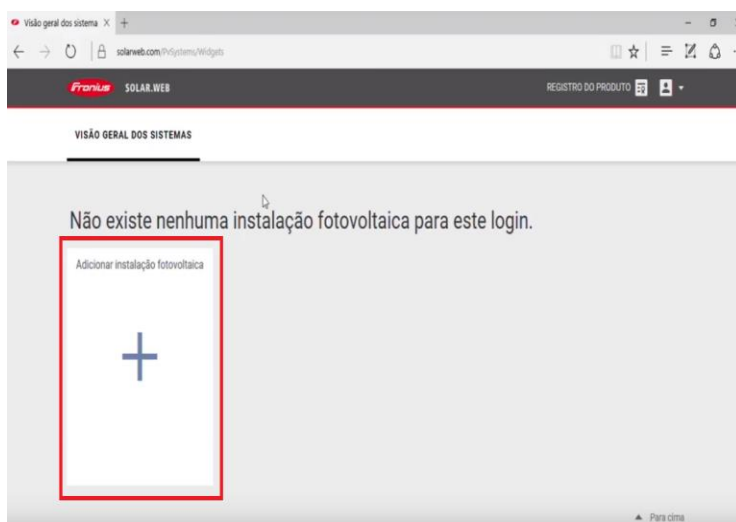 Visão geral dos sistema
solarweb.com/PvSystems/Widgets
Fronius SOLAR.WEB REGISTRO DO PRODUTO
VISÃO GERAL DOS SISTEMAS
Não existe nenhuma instalação fotovoltaica para este login.
Adicionar instalação fotovoltaica
Para cima